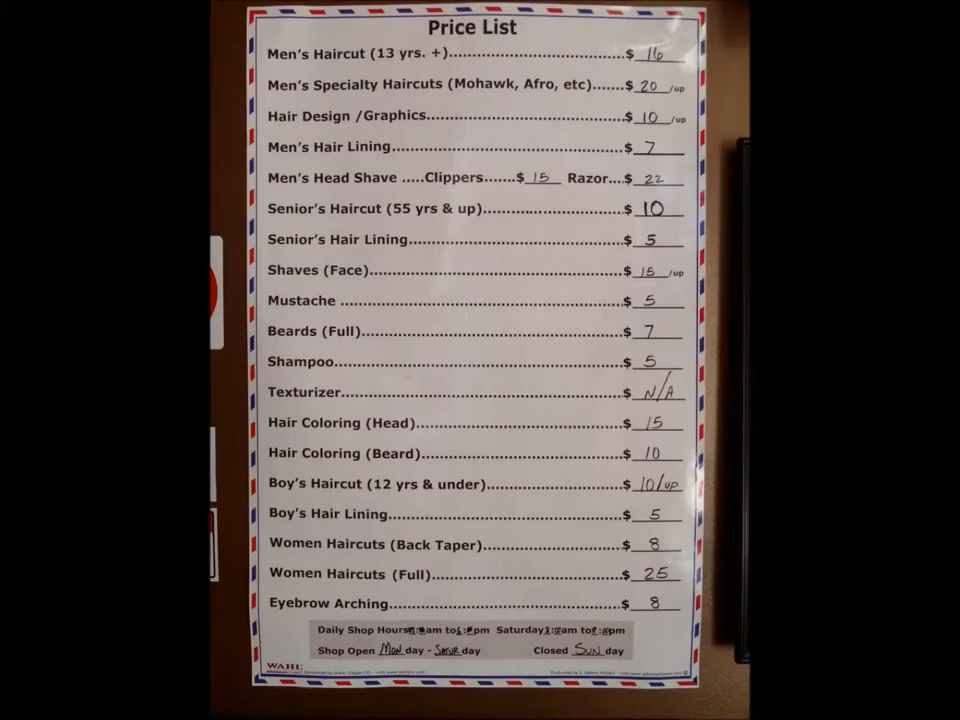 Price List
Men's Haircut (13 yrs. +)..................................................$ 16
Men's Specialty Haircuts (Mohawk, Afro, etc).......$ 20 /up
Hair Design /Graphics..................................................$ 10 /up
Men's Hair Lining..................................................$ 7
Men's Head Shave .....Clippers.......$ 15 Razor...$ 22
Senior's Haircut (55 yrs & up)..................................$ 10
Senior's Hair Lining..................................................$ 5
Shaves (Face)..................................................$ 15 /up
Mustache ..................................................$ 5
Beards (Full)..................................................$ 7
Shampoo..................................................$ 5
Texturizer..................................................$ N/A
Hair Coloring (Head)..................................................$ 15
Hair Coloring (Beard)..................................................$ 10
Boy's Haircut (12 yrs & under)..................................$ 10/up
Boy's Hair Lining..................................................$ 5
Women Haircuts (Back Taper)..................................$ 8
Women Haircuts (Full)..................................................$ 25
Eyebrow Arching..................................................$ 8
Daily Shop Hours am to pm Saturday am to pm
Shop Open Mon day - Satur day Closed Sun day
WAHL